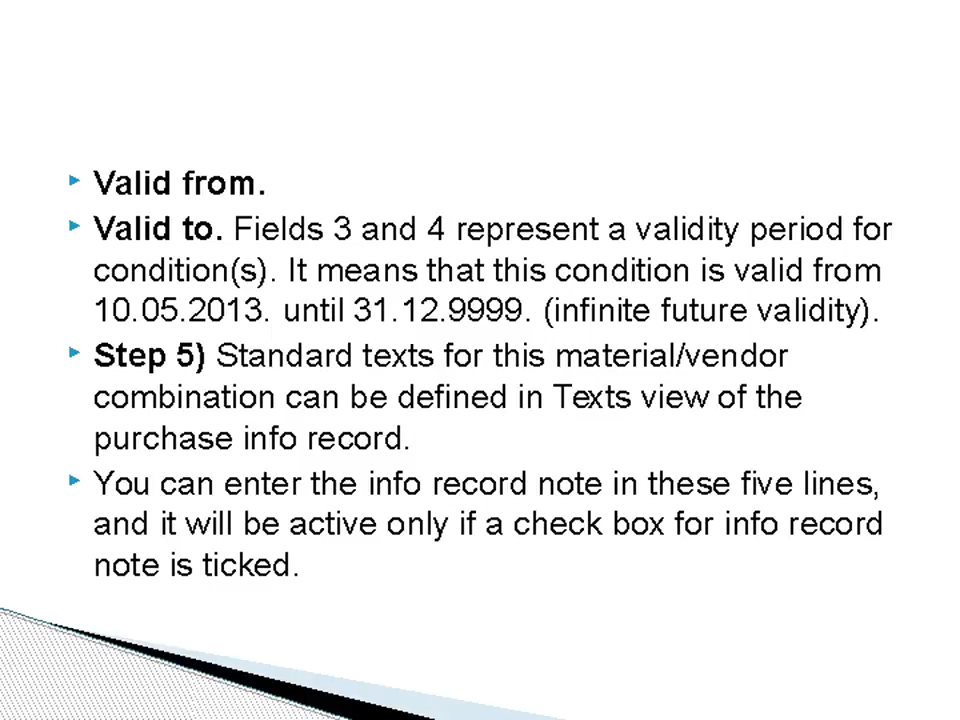 Valid from.
Valid to. Fields 3 and 4 represent a validity period for
condition(s). It means that this condition is valid from
10.05.2013. until 31.12.9999. (infinite future validity).
Step 5) Standard texts for this material/vendor
combination can be defined in Texts view of the
purchase info record.
You can enter the info record note in these five lines,
and it will be active only if a check box for info record
note is ticked.